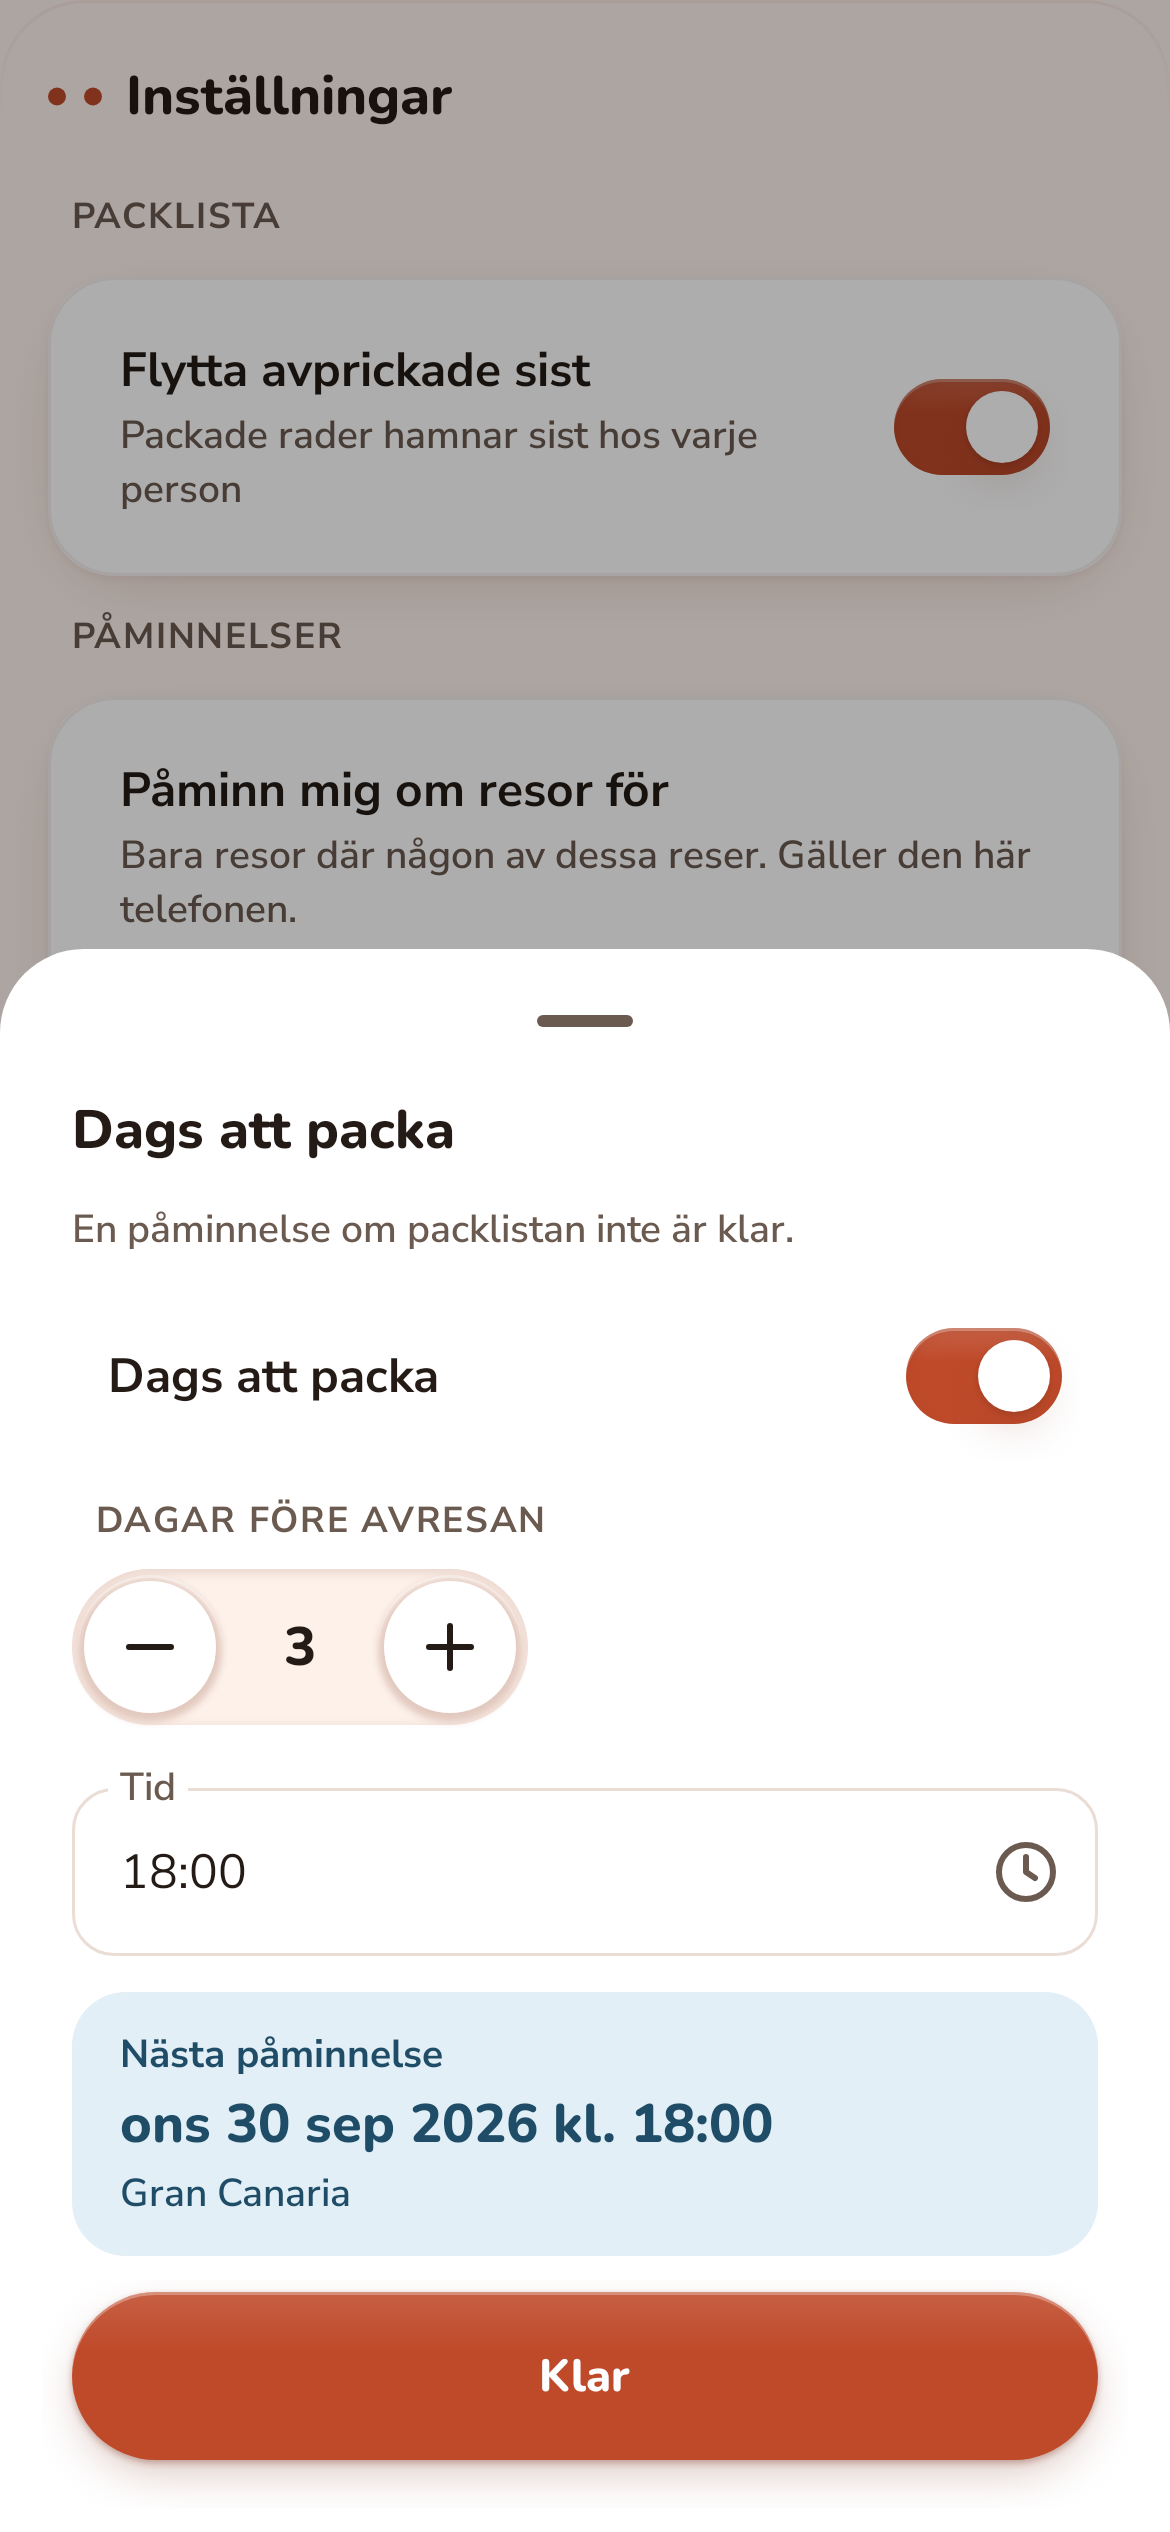 Inställningar
PACKLISTA
Flytta avprickade sist
Packade rader hamnar sist hos varje
person
PÅMINNELSER
Påminn mig om resor för
Bara resor där någon av dessa reser. Gäller den här
telefonen.
Dags att packa
En påminnelse om packlistan inte är klar.
Dags att packa
DAGAR FÖRE AVRESAN
3
Tid
18:00
Nästa påminnelse
ons 30 sep 2026 kl. 18:00
Gran Canaria
Klar